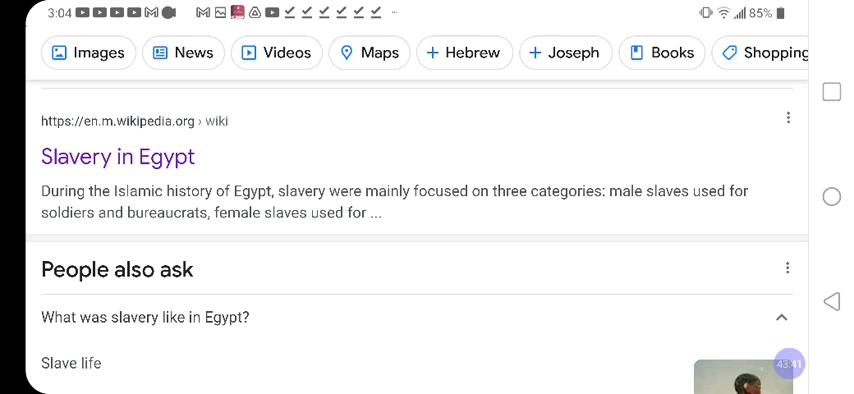 3:04 85%
Images News Videos Maps + Hebrew + Joseph Books Shopping
https://en.m.wikipedia.org › wiki
Slavery in Egypt
During the Islamic history of Egypt, slavery were mainly focused on three categories: male slaves used for
soldiers and bureaucrats, female slaves used for ...
People also ask
What was slavery like in Egypt?
Slave life
43:41